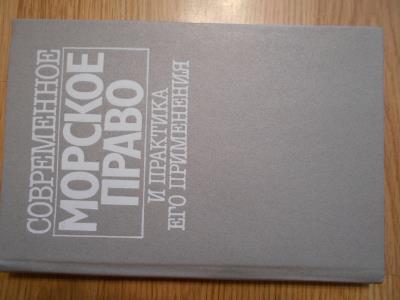 СОВРЕМЕННОЕ
МОРСКОЕ
ПРАВО
И ПРАКТИКА
ЕГО ПРИМЕНЕНИЯ